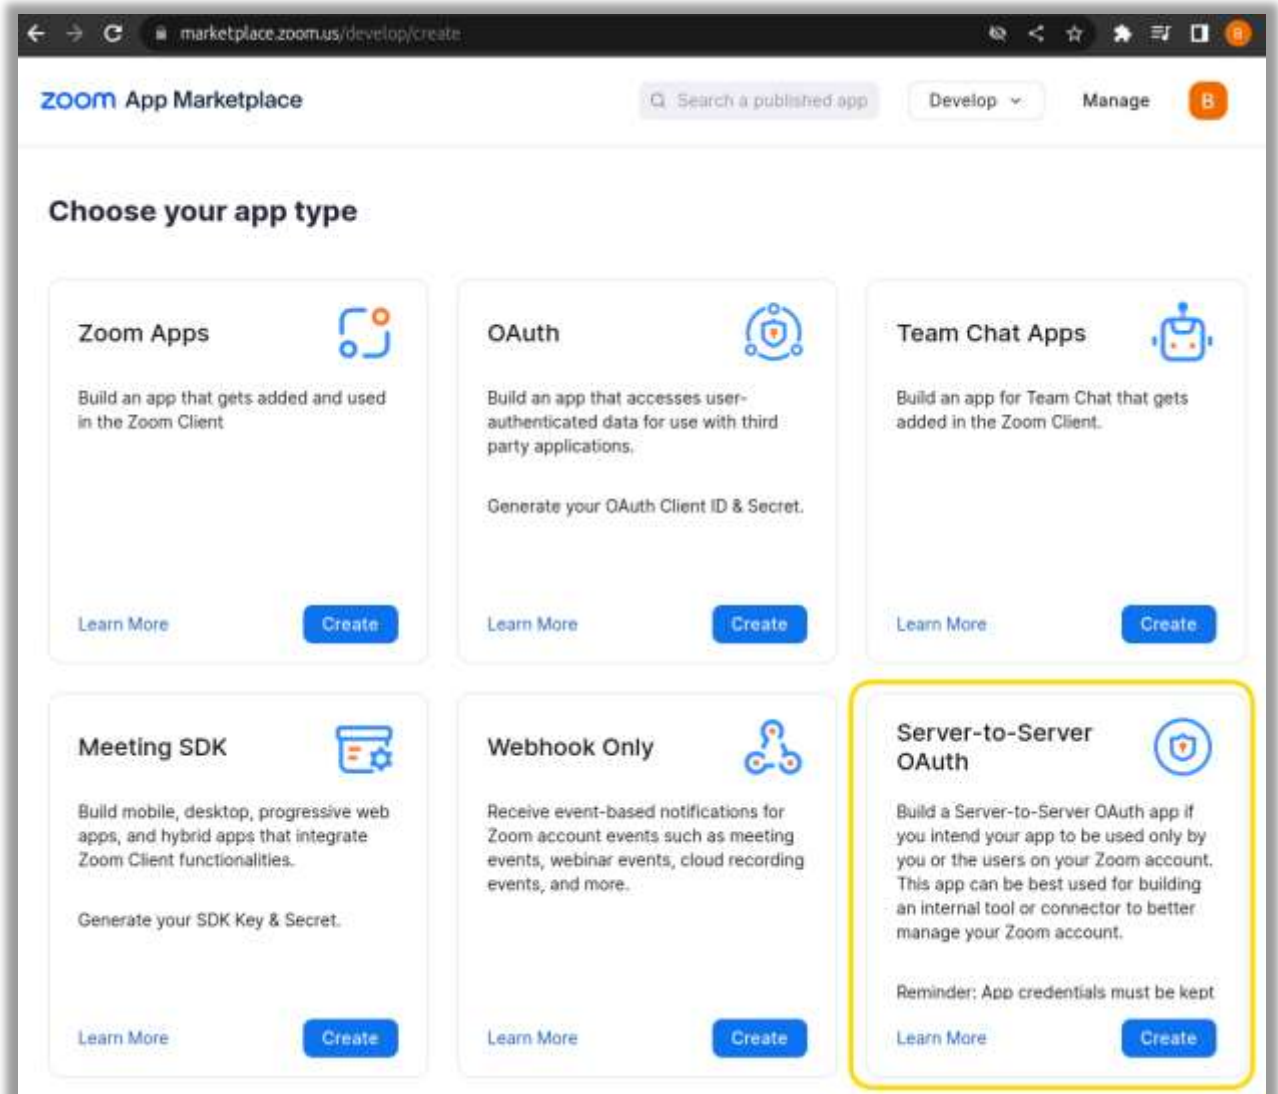 marketplace.zoom.us/develop/create
B
zoom App Marketplace
Search a published app
Develop
Manage
B
Choose your app type
Zoom Apps
Build an app that gets added and used
in the Zoom Client
Learn More
Create
OAuth
Build an app that accesses user-
authenticated data for use with third
party applications.
Generate your OAuth Client ID & Secret.
Learn More
Create
Team Chat Apps
Build an app for Team Chat that gets
added in the Zoom Client.
Learn More
Create
Meeting SDK
Build mobile, desktop, progressive web
apps, and hybrid apps that integrate
Zoom Client functionalities.
Generate your SDK Key & Secret.
Learn More
Create
Webhook Only
Receive event-based notifications for
Zoom account events such as meeting
events, webinar events, cloud recording
events, and more.
Learn More
Create
Server-to-Server
OAuth
Build a Server-to-Server OAuth app if
you intend your app to be used only by
you or the users on your Zoom account.
This app can be best used for building
an internal tool or connector to better
manage your Zoom account.
Reminder: App credentials must be kept
Learn More
Create